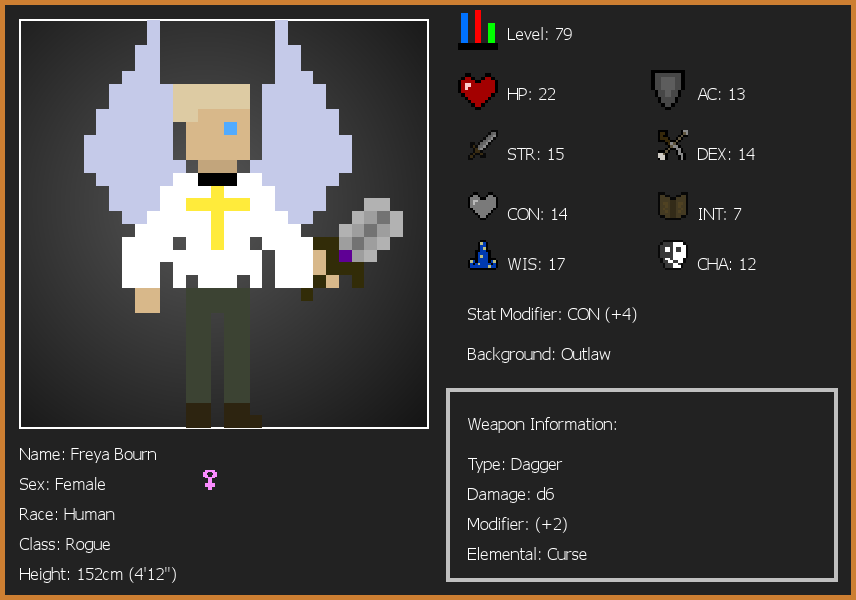 Level: 79
HP: 22
AC: 13
STR: 15
DEX: 14
CON: 14
INT: 7
WIS: 17
CHA: 12
Stat Modifier: CON (+4)
Background: Outlaw
Weapon Information:
Type: Dagger
Damage: d6
Modifier: (+2)
Elemental: Curse
Name: Freya Bourn
Sex: Female
Race: Human
Class: Rogue
Height: 152cm (4'12")